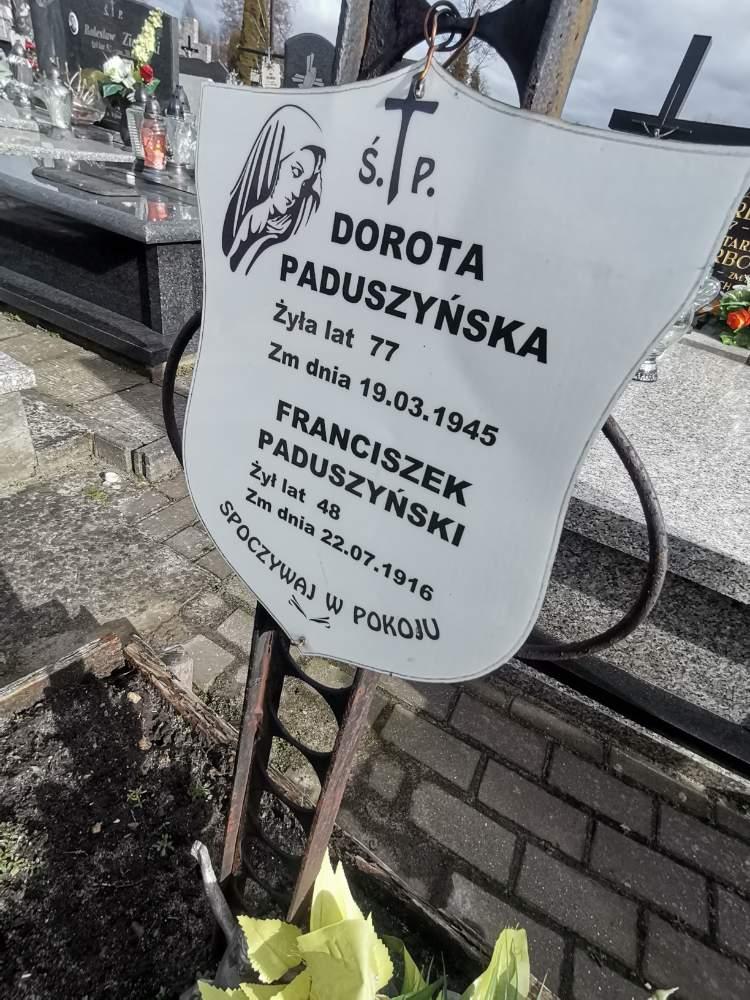 Ś. P.
DOROTA
PADUSZYŃSKA
Żyła lat 77
Zm dnia 19.03.1945
FRANCISZEK
PADUSZYŃSKI
Żył lat 48
Zm dnia 22.07.1916
SPOCZYWAJ W POKOJU
Ś.P.
Bolesław